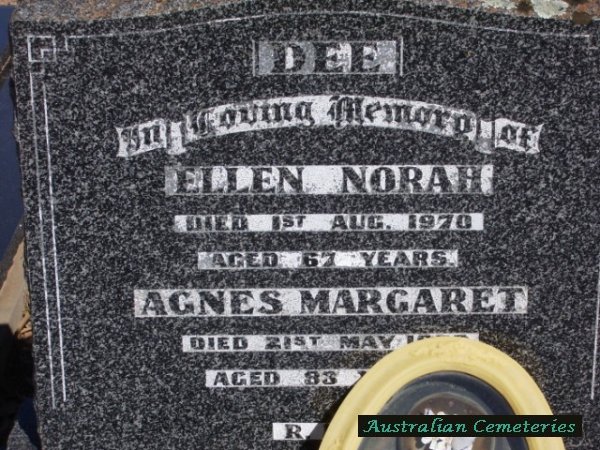 DEE
In Loving Memory of
ELLEN NORAH
DIED 1ST AUG. 1970
AGED 67 YEARS.
AGNES MARGARET
DIED 21ST MAY
AGED 83
R.
Australian Cemeteries